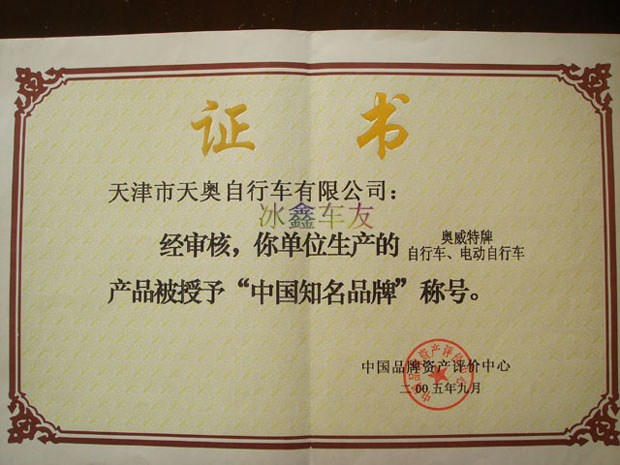 证 书
天津市天奥自行车有限公司：
冰鑫车友
经审核，你单位生产的 奥威特牌
自行车、电动自行车
产品被授予“中国知名品牌”称号。
中国品牌资产评价中心
二00五年九月